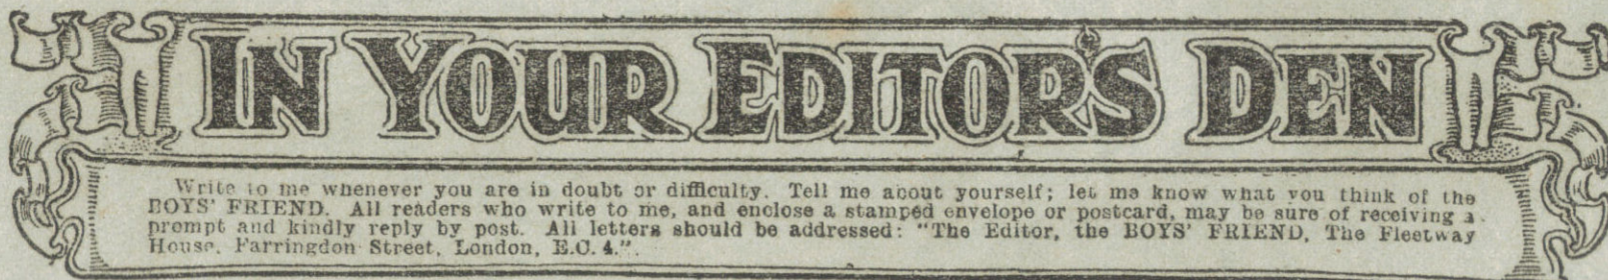 IN YOUR EDITOR'S DEN
Write to me whenever you are in doubt or difficulty. Tell me about yourself; let me know what you think of the
BOYS' FRIEND. All readers who write to me, and enclose a stamped envelope or postcard, may be sure of receiving a
prompt and kindly reply by post. All letters should be addressed: "The Editor, the BOYS' FRIEND, The Fleetway
House, Farringdon Street, London, E.C. 4."